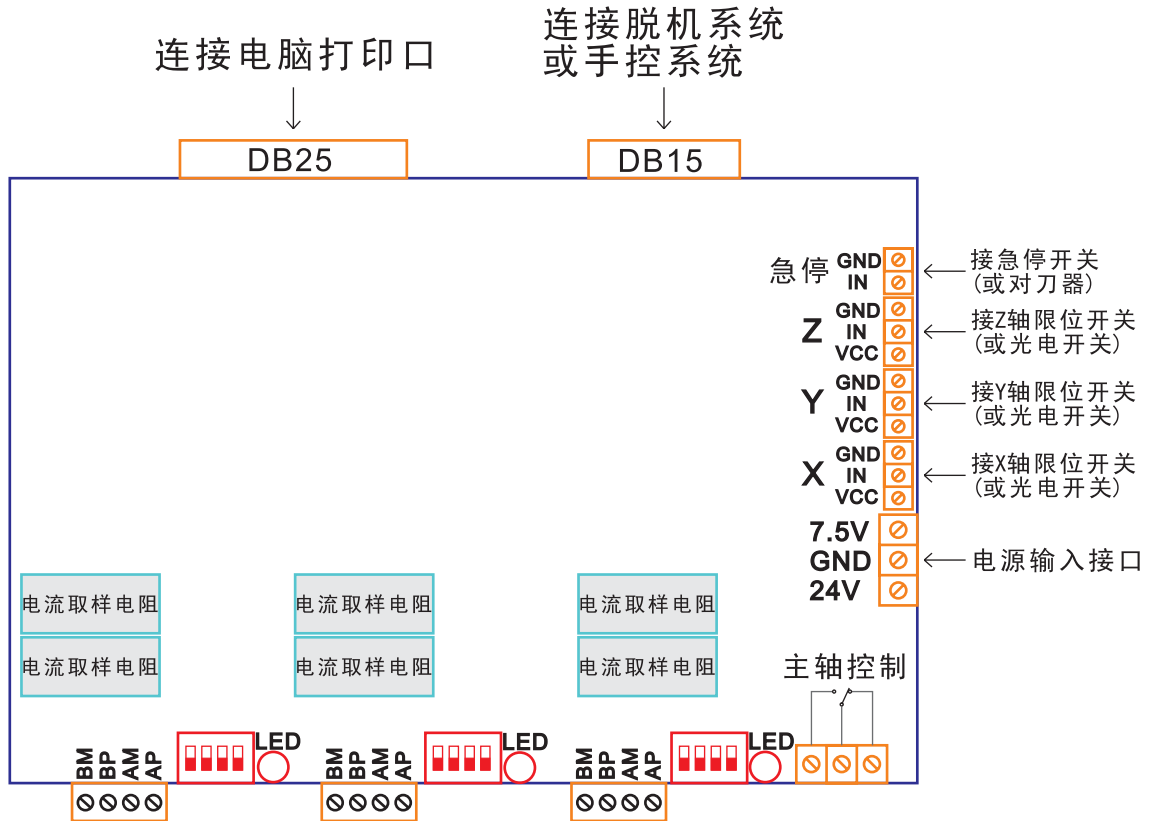 连接电脑打印口
连接脱机系统
或手控系统
DB25
DB15
急停
GND
IN
接急停开关
(或对刀器)
Z
GND
IN
VCC
接Z轴限位开关
(或光电开关)
Y
GND
IN
VCC
接Y轴限位开关
(或光电开关)
X
GND
IN
VCC
接X轴限位开关
(或光电开关)
7.5V
GND
24V
电源输入接口
电流取样电阻
电流取样电阻
电流取样电阻
电流取样电阻
电流取样电阻
电流取样电阻
主轴控制
BM
BP
AM
AP
LED
BM
BP
AM
AP
LED
BM
BP
AM
AP
LED